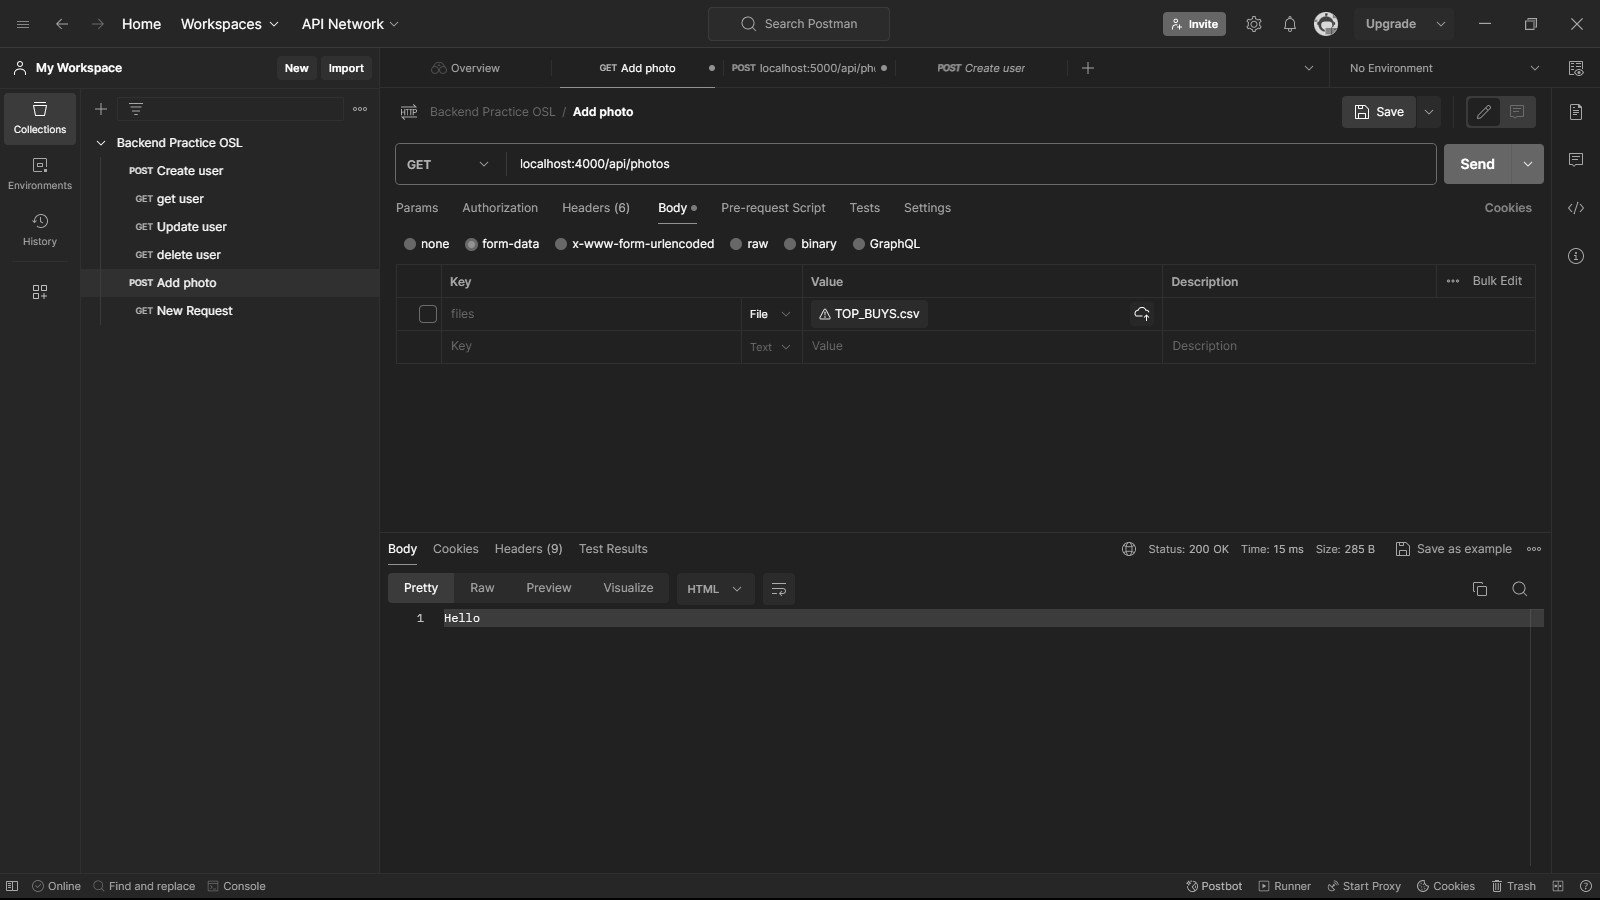 Home Workspaces API Network Search Postman Invite Upgrade
My Workspace New Import Overview GET Add photo POST localhost:5000/api/ph POST Create user No Environment
Collections
Environments
History
Backend Practice OSL
POST Create user
GET get user
GET Update user
GET delete user
POST Add photo
GET New Request
HTTP Backend Practice OSL / Add photo Save
GET localhost:4000/api/photos Send
Params Authorization Headers (6) Body Pre-request Script Tests Settings Cookies
none form-data x-www-form-urlencoded raw binary GraphQL
Key Value Description Bulk Edit
files File TOP_BUYS.csv
Key Text Value Description
Body Cookies Headers (9) Test Results Status: 200 OK Time: 15 ms Size: 285 B Save as example
Pretty Raw Preview Visualize HTML
1 Hello
Online Find and replace Console Postbot Runner Start Proxy Cookies Trash